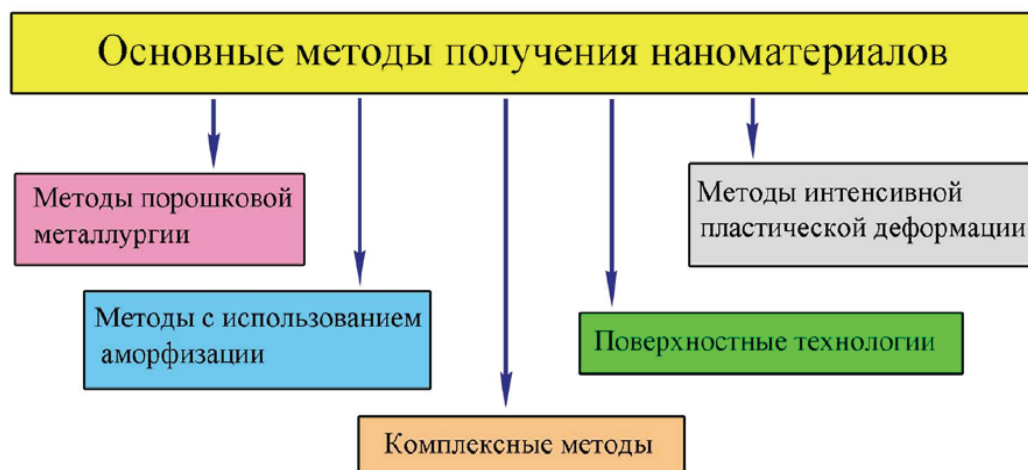 Основные методы получения наноматериалов
Методы порошковой
металлургии
Методы интенсивной
пластической деформации
Методы с использованием
аморфизации
Поверхностные технологии
Комплексные методы